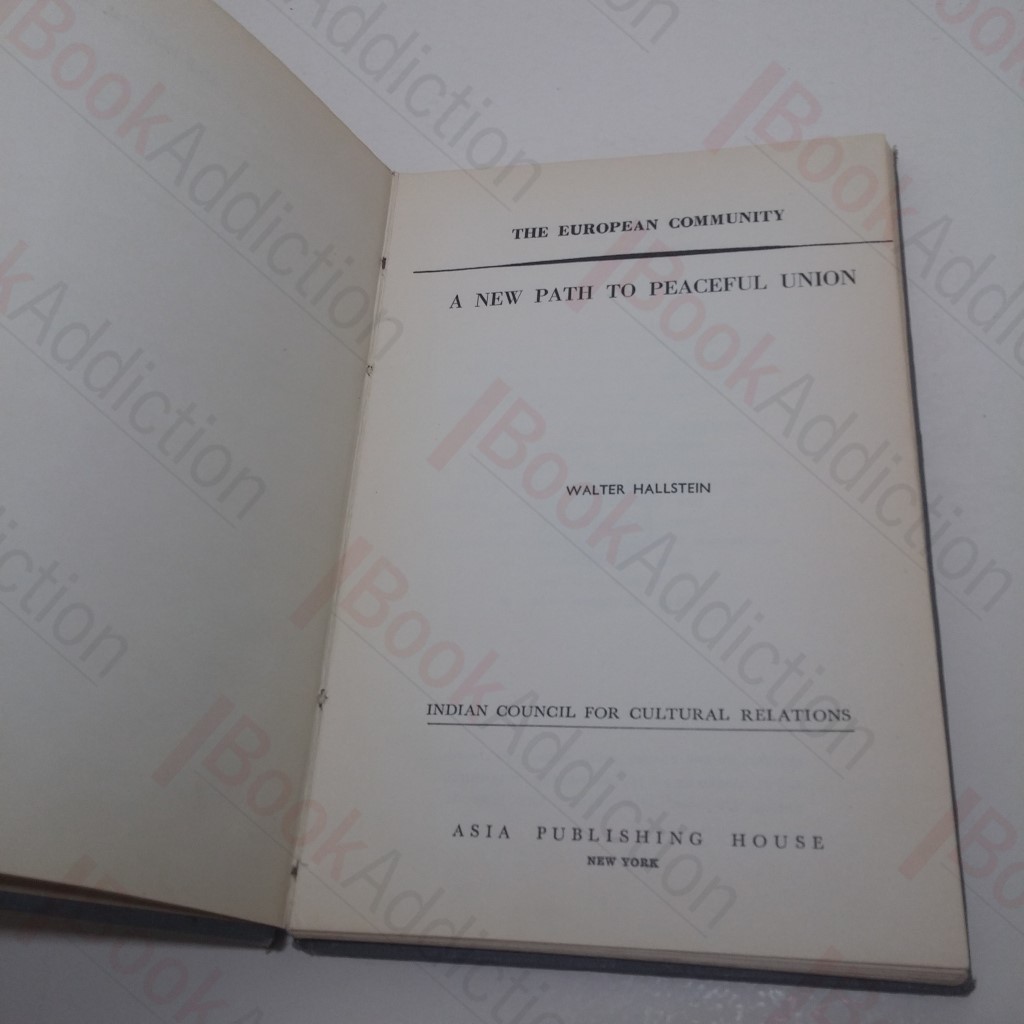 THE EUROPEAN COMMUNITY
A NEW PATH TO PEACEFUL UNION
WALTER HALLSTEIN
INDIAN COUNCIL FOR CULTURAL RELATIONS
ASIA PUBLISHING HOUSE
NEW YORK
BookAddiction